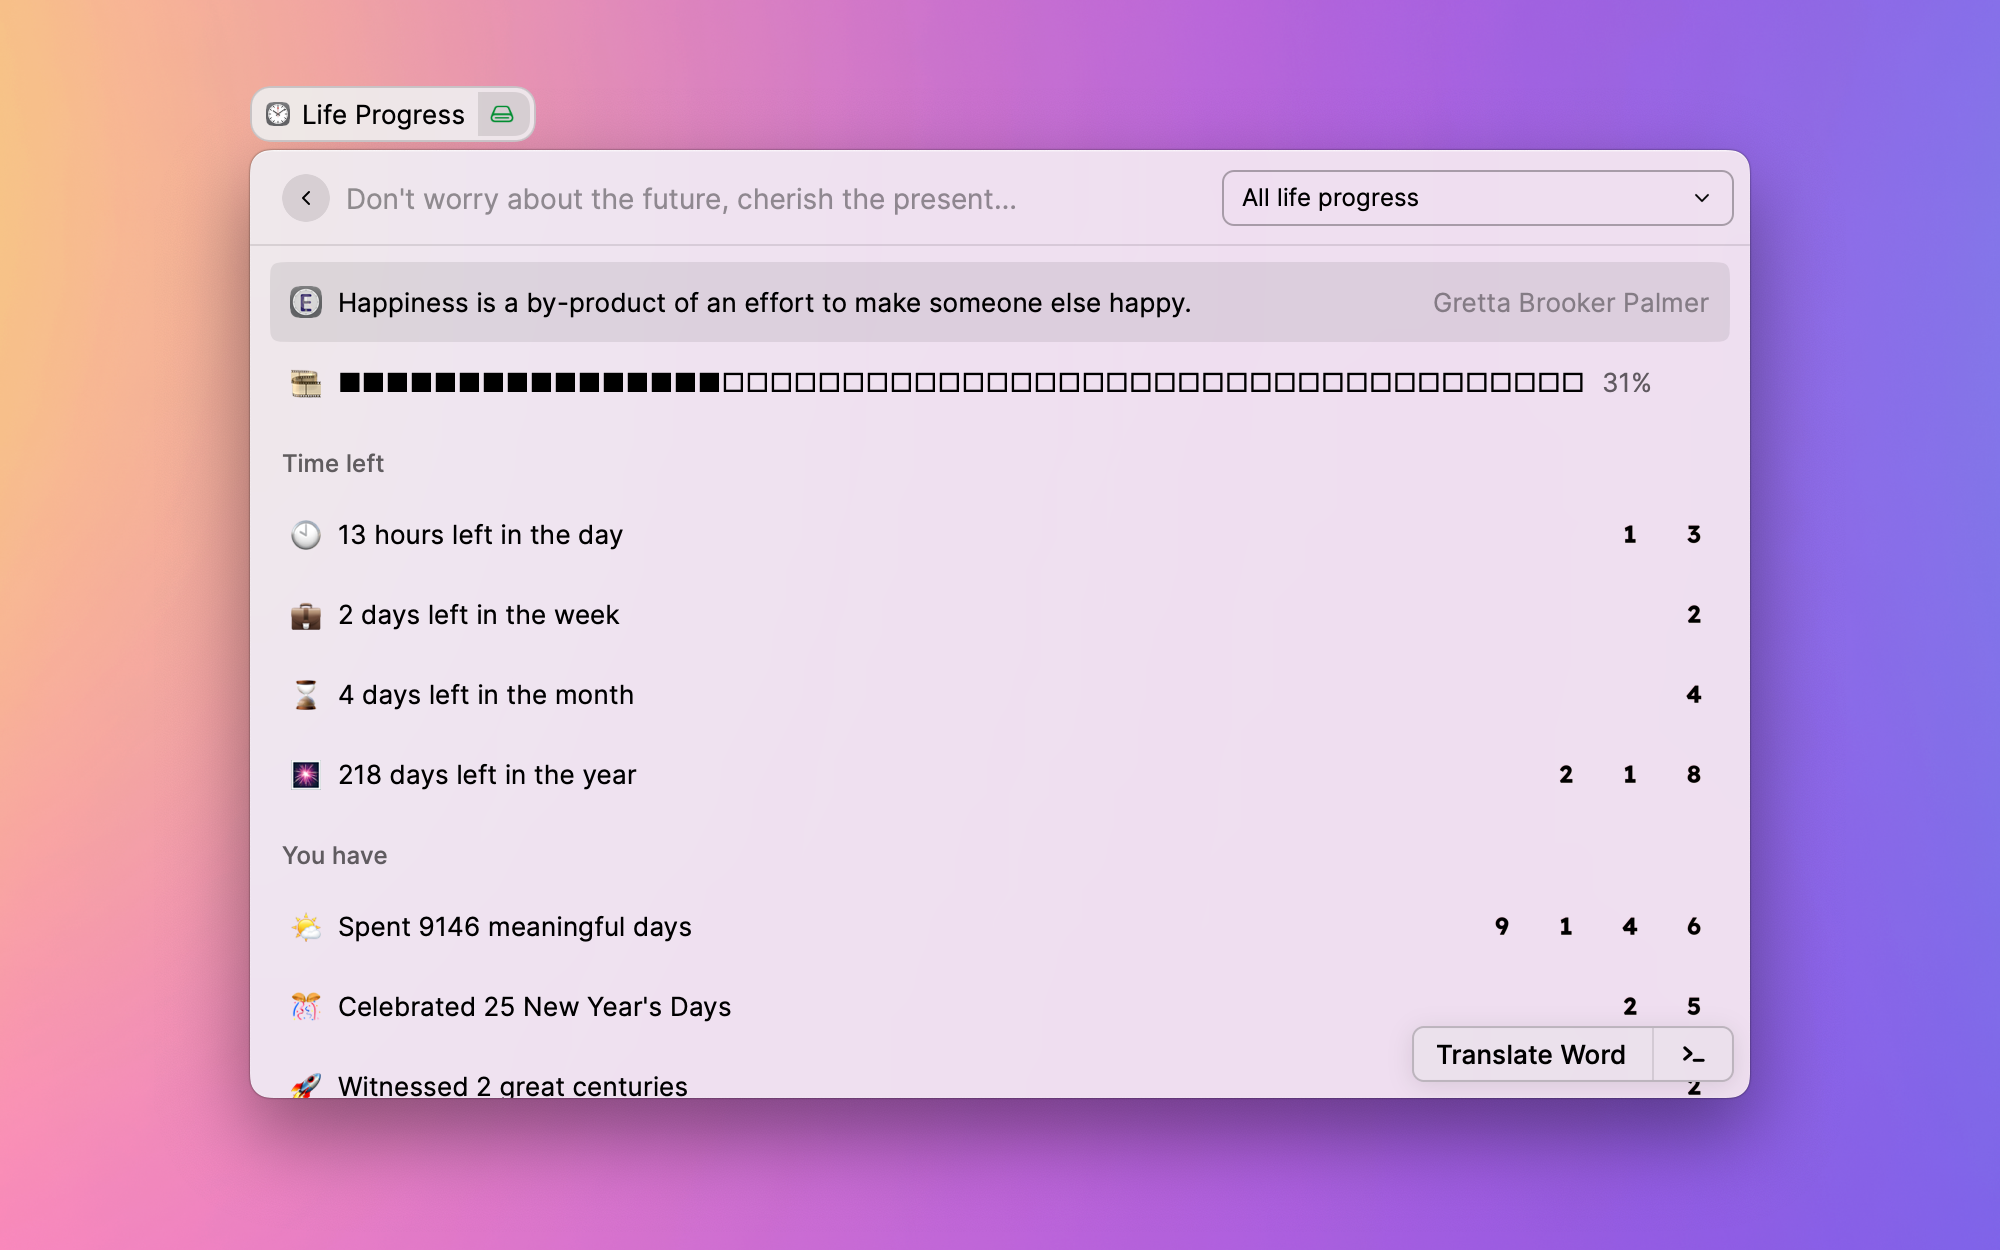 Life Progress
Don't worry about the future, cherish the present...
All life progress
E Happiness is a by-product of an effort to make someone else happy. Gretta Brooker Palmer
31%
Time left
13 hours left in the day 1 3
2 days left in the week 2
4 days left in the month 4
218 days left in the year 2 1 8
You have
Spent 9146 meaningful days 9 1 4 6
Celebrated 25 New Year's Days 2 5
Translate Word >_
Witnessed 2 great centuries 2